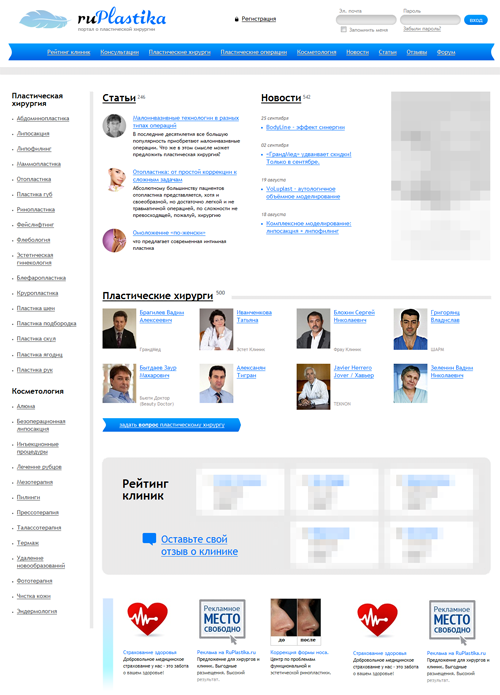 ruPlastika
портал о пластической хирургии
Регистрация
Эл. почта
Пароль
вход
Запомнить меня
Забыли пароль?
Рейтинг клиник
Консультации
Пластические хирурги
Пластические операции
Косметология
Новости
Статьи
Отзывы
Форум
Пластическая
хирургия
Абдоминопластика
Липосакция
Липофилинг
Маммопластика
Отопластика
Пластика губ
Ринопластика
Фейслифтинг
Флебология
Эстетическая
гинекология
Блефаропластика
Круропластика
Пластика шеи
Пластика подбородка
Пластика скул
Пластика ягодиц
Пластика рук
Косметология
Безоперационная
липосакция
Инъекционные
процедуры
Лечение рубцов
Мезотерапия
Пилинги
Прессотерапия
Талассотерапия
Термаж
Удаление
новообразований
Фототерапия
Чистка кожи
Эндермология
Статьи 246
Малоинвазивные технологии в разных
типах операций
В последние десятилетия все большую
популярность приобретают малоинвазивные
операции. Что же в этом смысле может
предложить пластическая хирургия?
Отопластика: от простой коррекции к
сложным задачам
Абсолютному большинству пациентов
отопластика представляется, хотя и
своеобразной, но достаточно легкой и не
травматичной операцией, по сложности не
превосходящей, пожалуй, хирургию
Омоложение «по-женски»
что предлагает современная интимная
пластика
Новости 542
25 сентября
BodyLine - эффект синергии
02 сентября
«ГрандМед» удваивает скидки!
Только в сентябре.
19 августа
Voluplast - аутологичное
объёмное моделирование
18 августа
Комплексное моделирование:
липосакция + липофилинг
Пластические хирурги 500
Брагилев Вадим
Алексеевич
ГрандМед
Иванченкова
Татьяна
Эстет Клиник
Блохин Сергей
Николаевич
Фрау Клиник
Григорянц
Владислав
ШАРМ
Бытдаев Заур
Махарович
Бьюти Доктор
(Beauty Doctor)
Алексанян
Тигран
Javier Herrero
Jover / Хавьер
ТЕКНОН
Зеленин Вадим
Николаевич
задать вопрос пластическому хирургу
Рейтинг
клиник
Оставьте свой
отзыв о клинике
Рекламное
МЕСТО
СВОБОДНО
до
после
Рекламное
МЕСТО
СВОБОДНО
Страхование здоровья
Добровольное медицинское
страхование у нас - это забота
о вашем здоровье!
Реклама на RuPlastika.ru
Предложение для хирургов и
клиник. Выгодные
размещения. Высокий
результат.
Коррекция формы носа.
Центр по проблемам
функциональной и
эстетической ринопластики.
Страхование здоровья
Добровольное медицинское
страхование у нас - это забота
о вашем здоровье!
Реклама на RuPlastika.ru
Предложение для хирургов и
клиник. Выгодные
размещения. Высокий
результат.